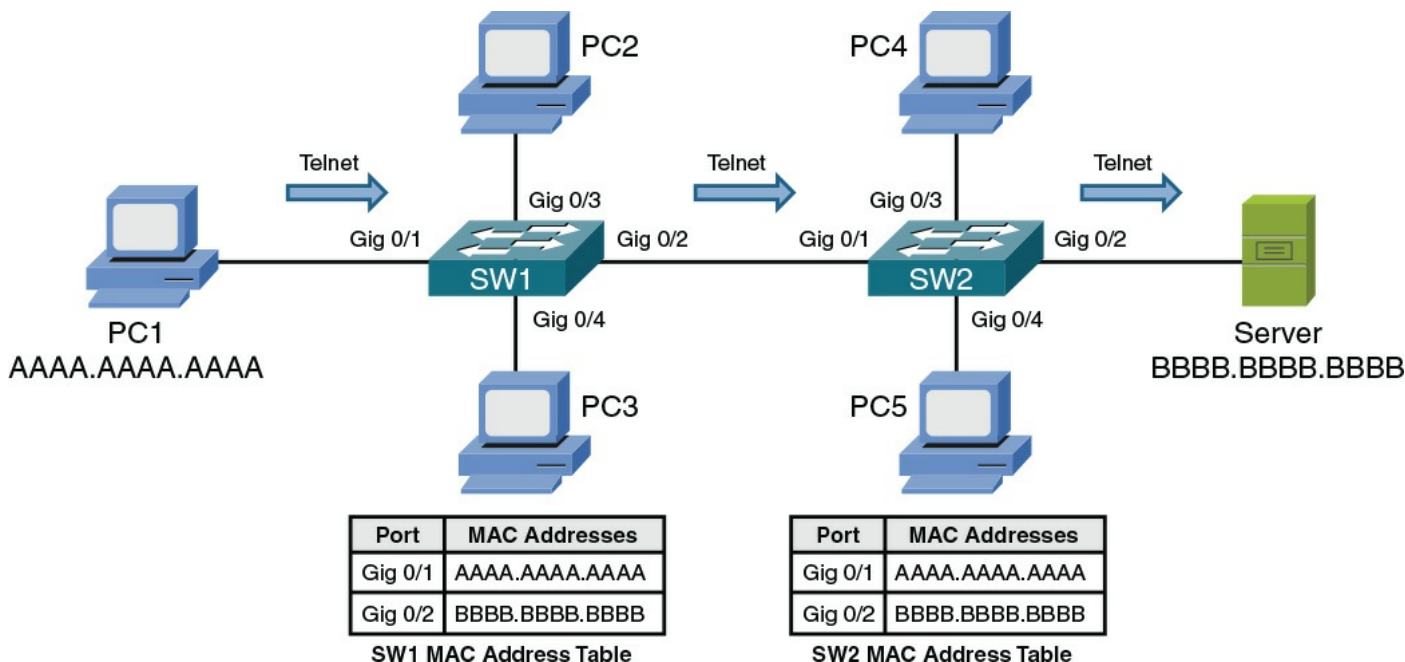 PC2
PC4
Telnet
Telnet
Telnet
Gig 0/3
Gig 0/3
Gig 0/1
Gig 0/2
Gig 0/1
Gig 0/2
SW1
SW2
Gig 0/4
Gig 0/4
PC1
AAAA.AAAA.AAAA
Server
BBBB.BBBB.BBBB
PC3
PC5
Port MAC Addresses
Gig 0/1 AAAA.AAAA.AAAA
Gig 0/2 BBBB.BBBB.BBBB
SW1 MAC Address Table
Port MAC Addresses
Gig 0/1 AAAA.AAAA.AAAA
Gig 0/2 BBBB.BBBB.BBBB
SW2 MAC Address Table